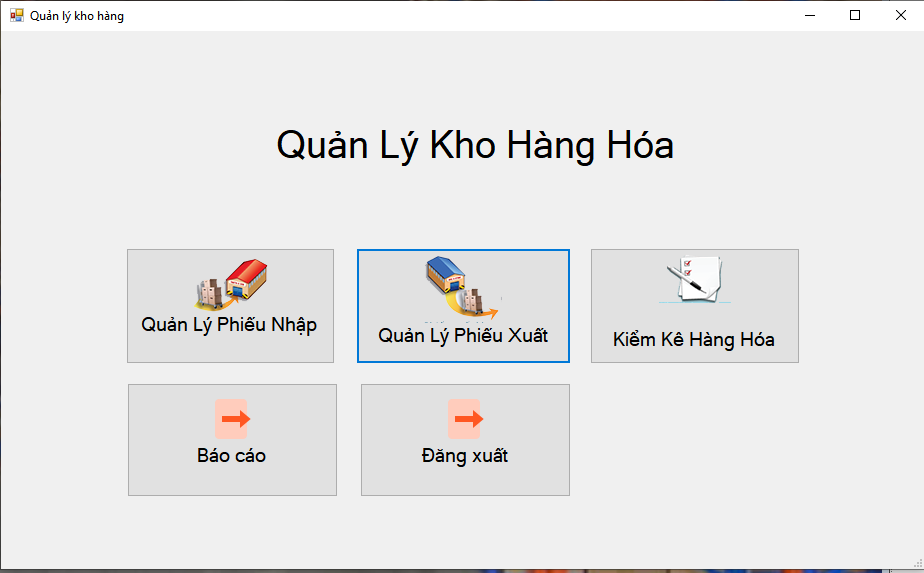 Quản lý kho hàng
Quản Lý Kho Hàng Hóa
Quản Lý Phiếu Nhập
Quản Lý Phiếu Xuất
Kiểm Kê Hàng Hóa
Báo cáo
Đăng xuất